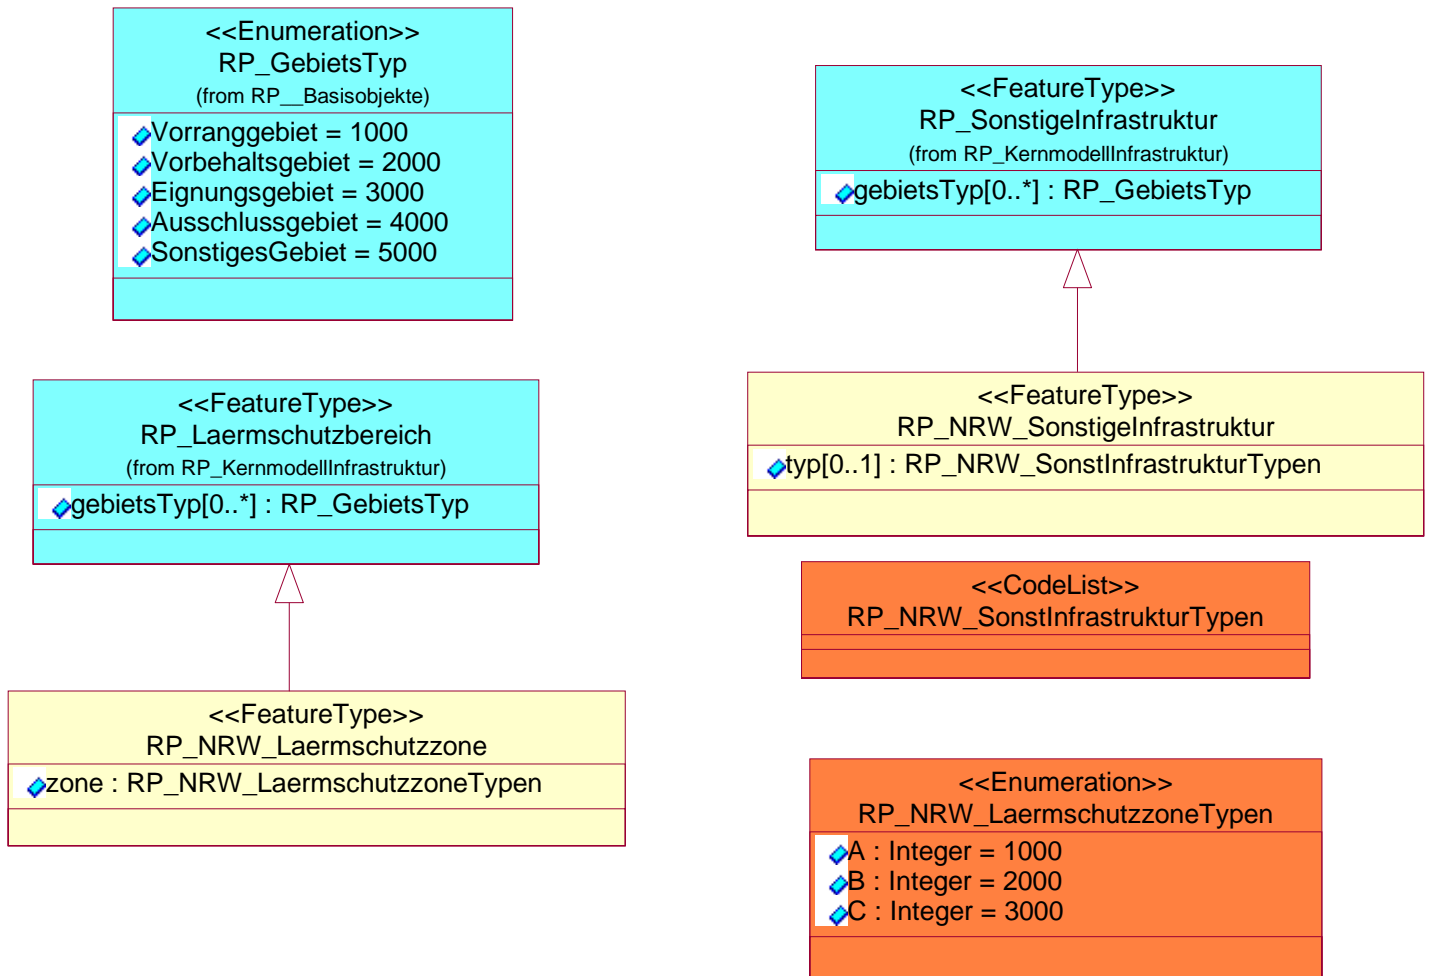 <<Enumeration>>
RP_GebietsTyp
(from RP__Basisobjekte)
Vorranggebiet = 1000
Vorbehaltsgebiet = 2000
Eignungsgebiet = 3000
Ausschlussgebiet = 4000
SonstigesGebiet = 5000
<<FeatureType>>
RP_SonstigeInfrastruktur
(from RP_KernmodellInfrastruktur)
gebietsTyp[0..*] : RP_GebietsTyp
<<FeatureType>>
RP_Laermschutzbereich
(from RP_KernmodellInfrastruktur)
gebietsTyp[0..*] : RP_GebietsTyp
<<FeatureType>>
RP_NRW_SonstigeInfrastruktur
typ[0..1] : RP_NRW_SonstInfrastrukturTypen
<<CodeList>>
RP_NRW_SonstInfrastrukturTypen
<<FeatureType>>
RP_NRW_Laermschutzzone
zone : RP_NRW_LaermschutzzoneTypen
<<Enumeration>>
RP_NRW_LaermschutzzoneTypen
A : Integer = 1000
B : Integer = 2000
C : Integer = 3000